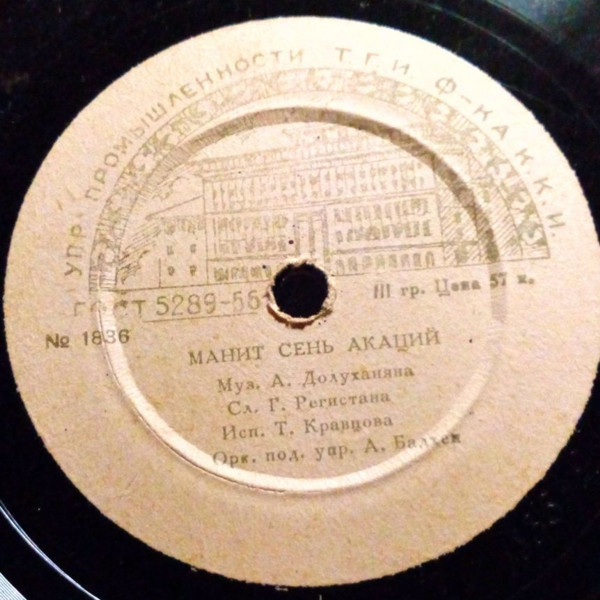 УПР. ПРОМЫШЛЕННОСТИ Т.Г.И. Ф-КА К.К.И.
ГОСТ 5289-56
III гр. Цена 57 к.
№ 1836
МАНИТ СЕНЬ АКАЦИЙ
Муз. А. Долуханяна
Сл. Г. Регистана
Исп. Т. Кравцова
Орк. под. упр. А. Бадхен